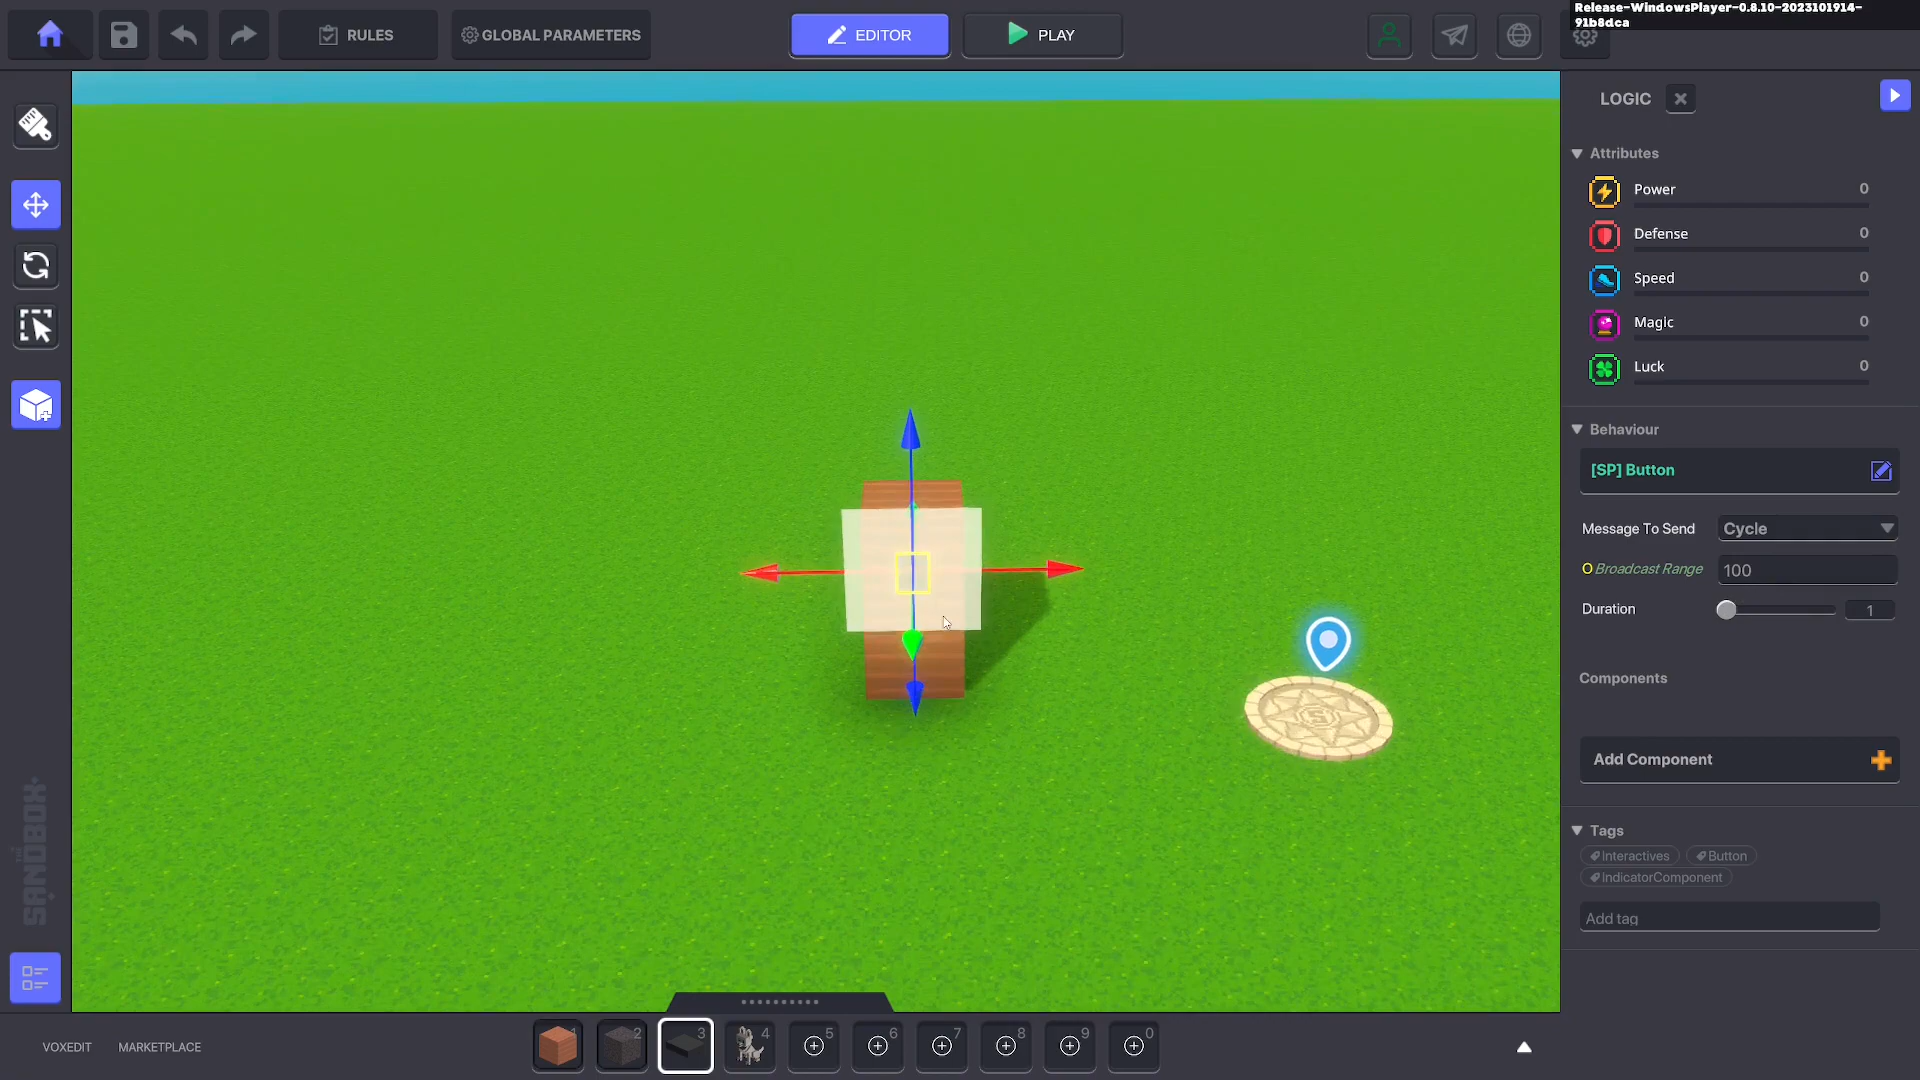 RULES
GLOBAL PARAMETERS
EDITOR
PLAY
Release-WindowsPlayer-0.8.10-2023101914-
91b8dca
LOGIC
Attributes
Power 0
Defense 0
Speed 0
Magic 0
Luck 0
Behaviour
[SP] Button
Message To Send Cycle
Broadcast Range 100
Duration 1
Components
Add Component
Tags
Interactives Button
IndicatorComponent
Add tag
THE SANDBOX
VOXEDIT
MARKETPLACE
1 2 3 4 5 6 7 8 9 0